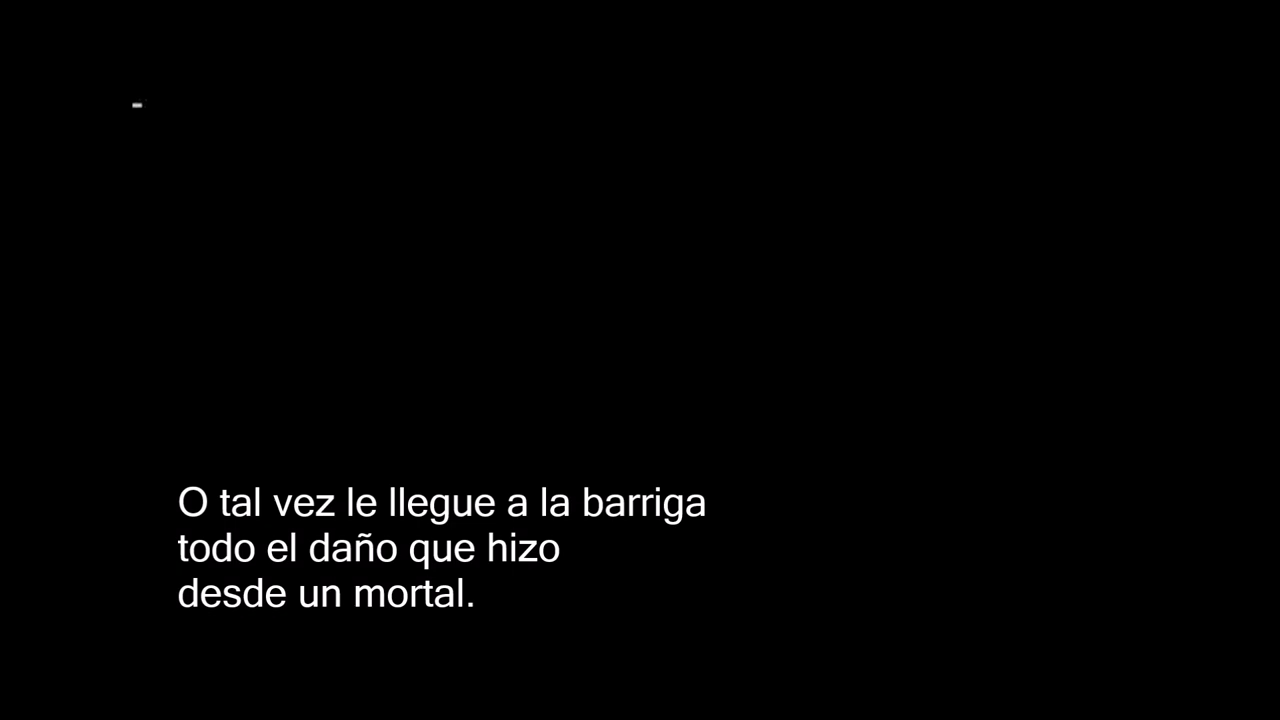 O tal vez le llegue a la barriga
todo el daño que hizo
desde un mortal.